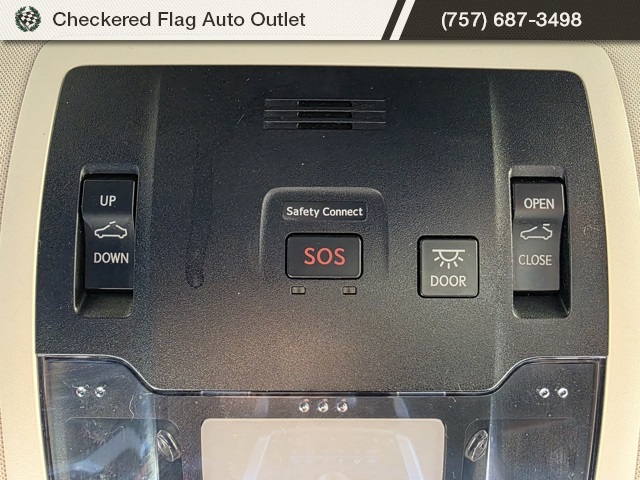 Checkered Flag Auto Outlet
(757) 687-3498
UP
DOWN
Safety Connect
SOS
DOOR
OPEN
CLOSE